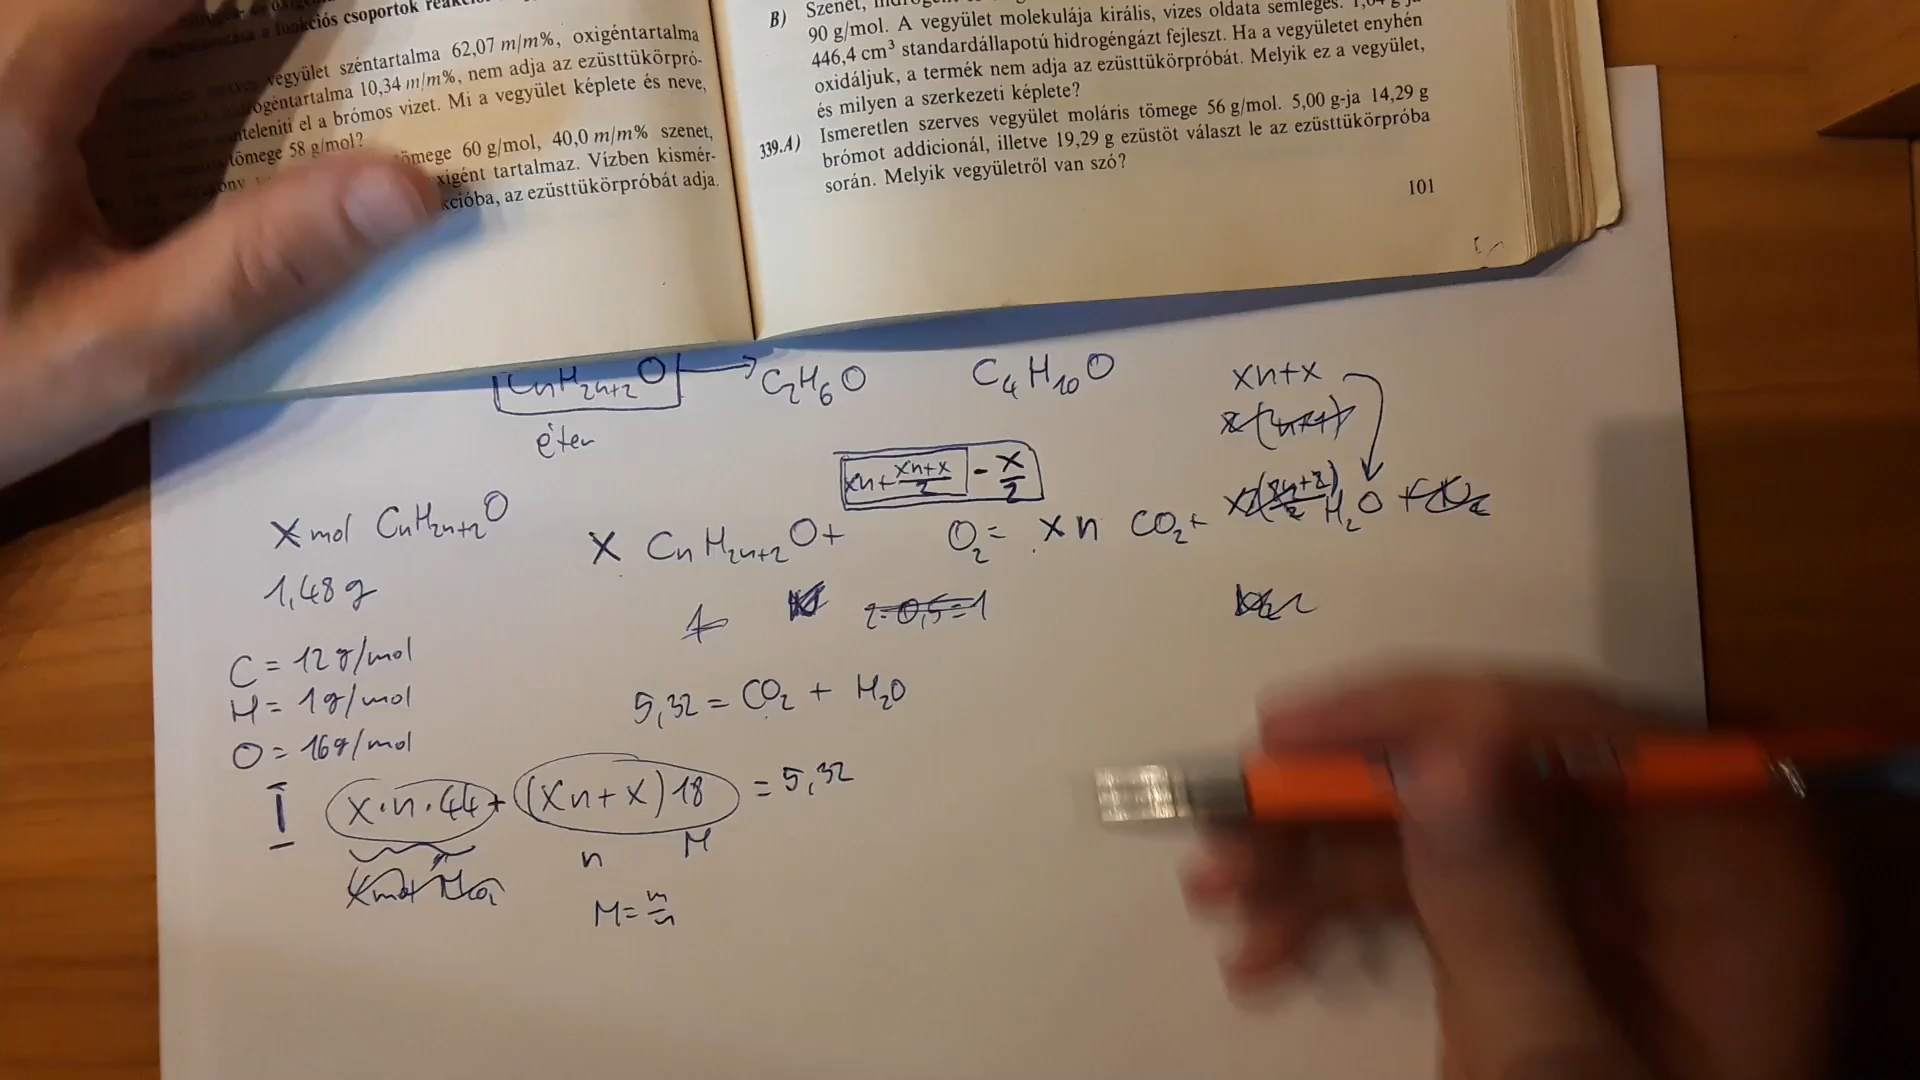 a funkciós csoportok
vegyület széntartalma 62,07 m/m%, oxigéntartalma
10,34 m/m%, nem adja az ezüsttükörpró-
el a brómos vizet. Mi a vegyület képlete és neve,
tömege 58 g/mol?
60 g/mol, 40,0 m/m% szenet,
tartalmaz. Vízben kismér-
az ezüsttükörpróbát adja.
B) Szenet,
90 g/mol. A vegyület molekulája királis, vizes oldata semleges.
446,4 cm³ standardállapotú hidrogéngázt fejleszt. Ha a vegyületet enyhén
oxidáljuk, a termék nem adja az ezüsttükörpróbát. Melyik ez a vegyület,
és milyen a szerkezeti képlete?
339.A) Ismeretlen szerves vegyület moláris tömege 56 g/mol. 5,00 g-ja 14,29 g
brómot addicionál, illetve 19,29 g ezüstöt választ le az ezüsttükörpróba
során. Melyik vegyületről van szó?
101
CnH2n+2O → C2H6O C4H10O xn+x
éter
xn+ xn+x/2 - x/2
X mol CnH2n+2O
X CnH2n+2O+ O2= xn CO2+ H2O
1,48 g
C = 12 g/mol
H = 1 g/mol
O = 16 g/mol
5,32 = CO2 + H2O
I x·n·44+(xn+x)18 = 5,32
n M
M= m/n